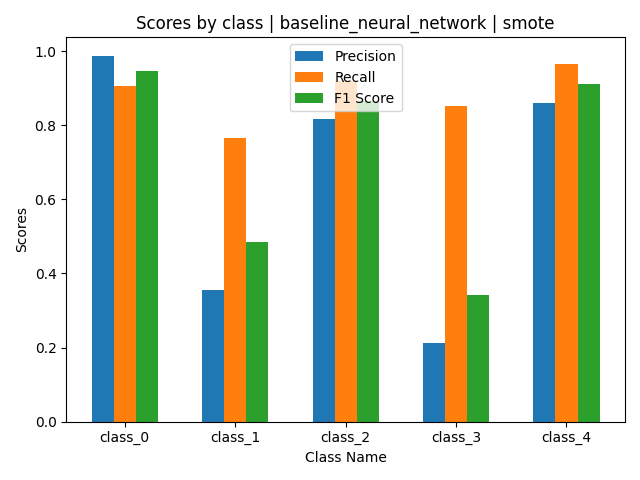 Scores by class | baseline_neural_network | smote
Precision
Recall
F1 Score
1.0
0.8
0.6
0.4
0.2
0.0
Scores
class_0
class_1
class_2
class_3
class_4
Class Name